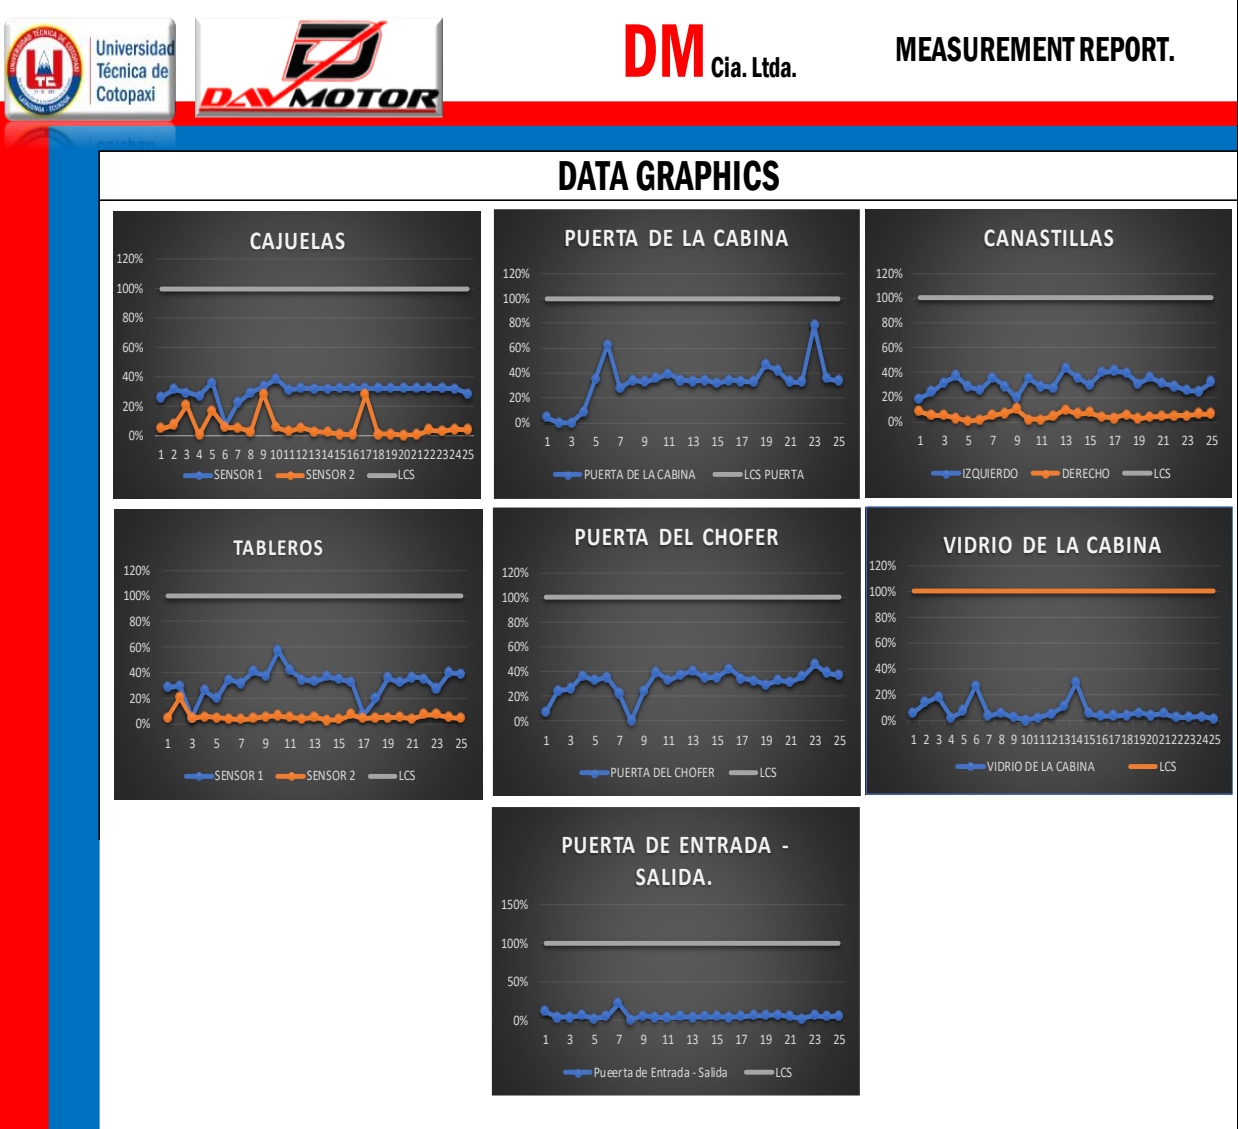 Universidad
Técnica de
Cotopaxi
DAVMOTOR
DM Cia. Ltda.
MEASUREMENT REPORT.
DATA GRAPHICS
CAJUELAS
120%
100%
80%
60%
40%
20%
0%
1 2 3 4 5 6 7 8 9 10 11 12 13 14 15 16 17 18 19 20 21 22 23 24 25
SENSOR 1 SENSOR 2 LCS
PUERTA DE LA CABINA
120%
100%
80%
60%
40%
20%
0%
1 3 5 7 9 11 13 15 17 19 21 23 25
PUERTA DE LA CABINA LCS PUERTA
CANASTILLAS
120%
100%
80%
60%
40%
20%
0%
1 3 5 7 9 11 13 15 17 19 21 23 25
IZQUIERDO DERECHO LCS
TABLEROS
120%
100%
80%
60%
40%
20%
0%
1 3 5 7 9 11 13 15 17 19 21 23 25
SENSOR 1 SENSOR 2 LCS
PUERTA DEL CHOFER
120%
100%
80%
60%
40%
20%
0%
1 3 5 7 9 11 13 15 17 19 21 23 25
PUERTA DEL CHOFER LCS
VIDRIO DE LA CABINA
120%
100%
80%
60%
40%
20%
0%
1 2 3 4 5 6 7 8 9 10 11 12 13 14 15 16 17 18 19 20 21 22 23 24 25
VIDRIO DE LA CABINA LCS
PUERTA DE ENTRADA -
SALIDA.
150%
100%
50%
0%
1 3 5 7 9 11 13 15 17 19 21 23 25
Pueerta de Entrada - Salida LCS